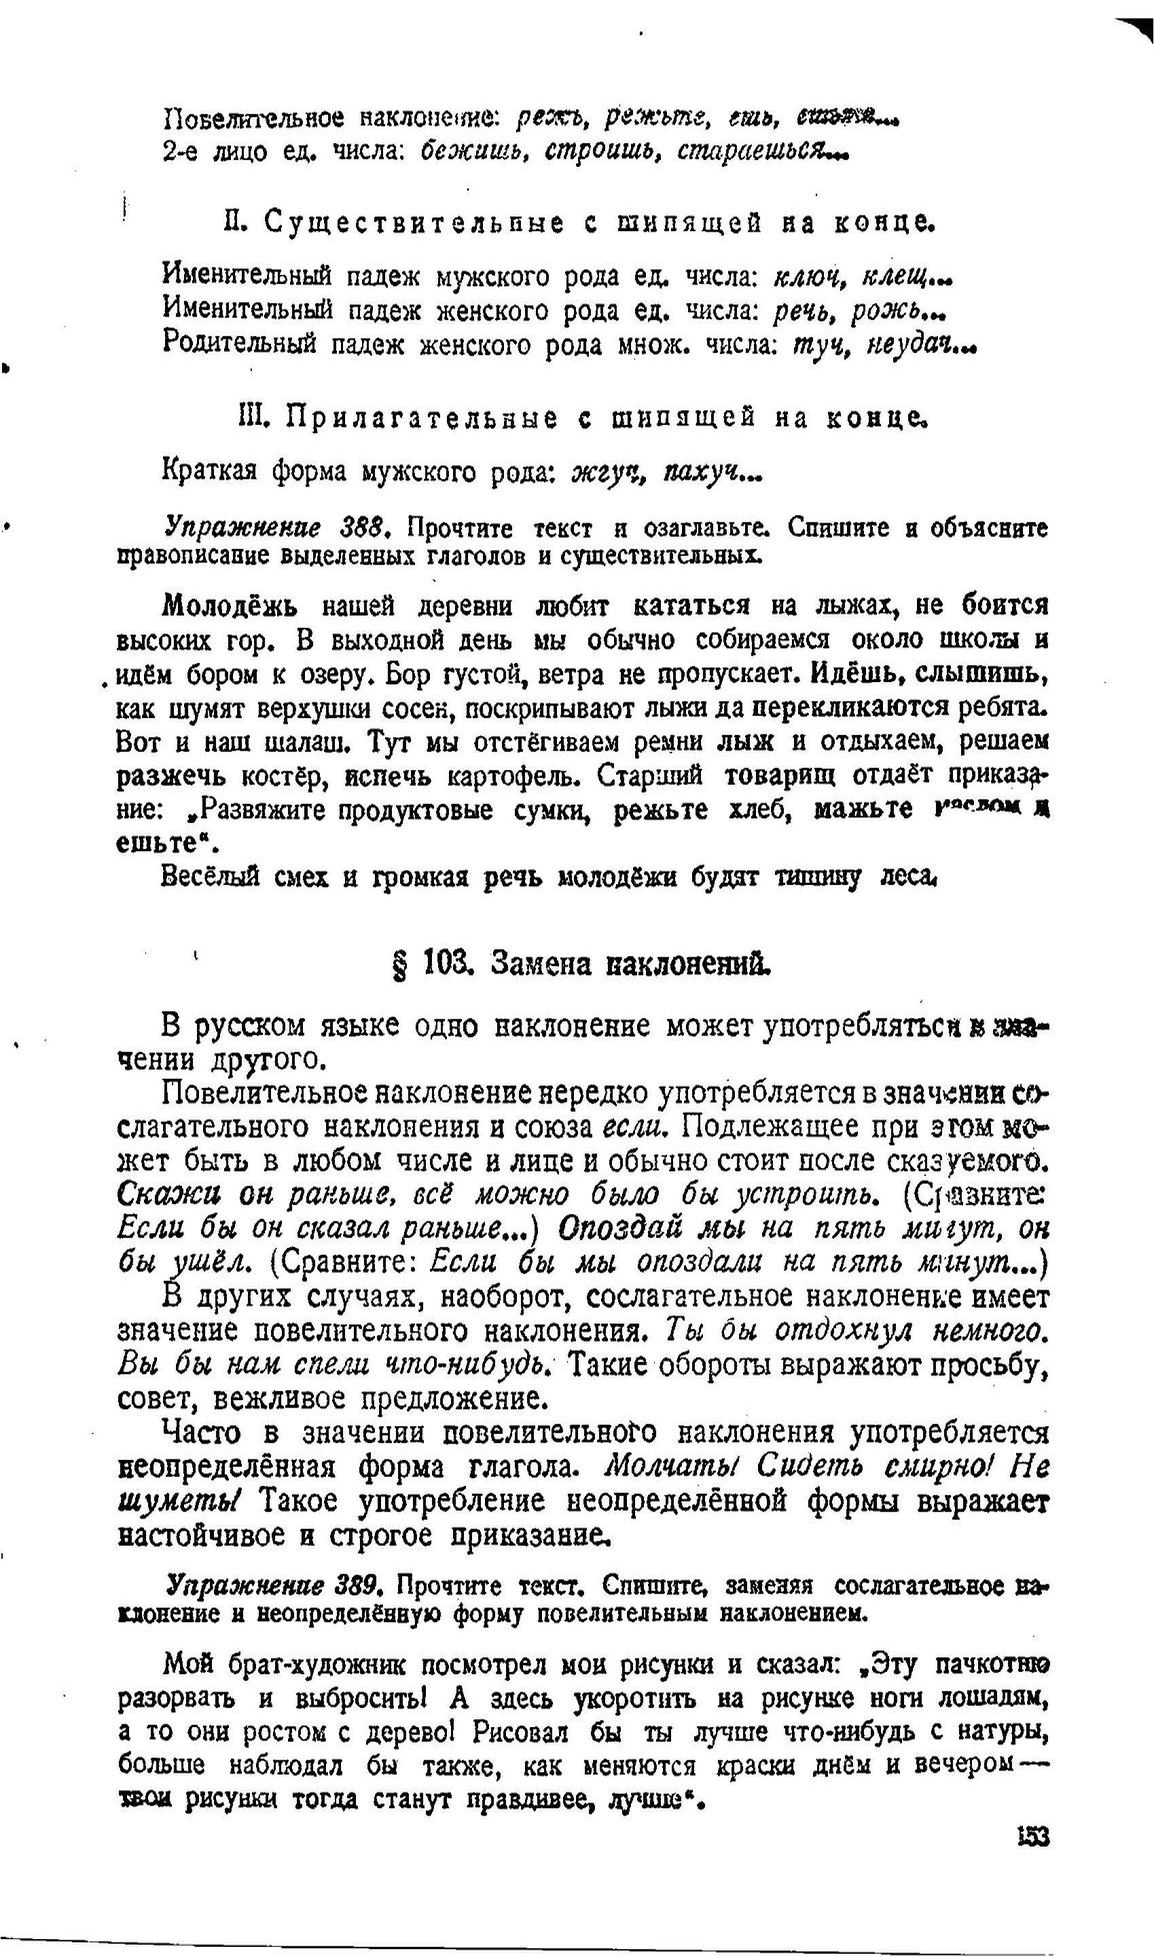 Повелительное наклонение: режь, режьте, ешь, ешьте...
2-е лицо ед. числа: бежишь, строишь, стараешься...
II. Существительные с шипящей на конце.
Именительный падеж мужского рода ед. числа: ключ, клещ...
Именительный падеж женского рода ед. числа: речь, рожь...
Родительный падеж женского рода множ. числа: туч, неудач...
III. Прилагательные с шипящей на конце.
Краткая форма мужского рода: жгуч, пахуч...
Упражнение 388. Прочтите текст и озаглавьте. Спишите и объясните
правописание выделенных глаголов и существительных.
Молодёжь нашей деревни любит кататься на лыжах, не боится
высоких гор. В выходной день мы обычно собираемся около школы и
идём бором к озеру. Бор густой, ветра не пропускает. Идёшь, слышишь,
как шумят верхушки сосен, поскрипывают лыжи да перекликаются ребята.
Вот и наш шалаш. Тут мы отстёгиваем ремни лыж и отдыхаем, решаем
разжечь костёр, испечь картофель. Старший товарищ отдаёт приказа-
ние: „Развяжите продуктовые сумки, режьте хлеб, мажьте маслом и
ешьте“.
Весёлый смех и громкая речь молодёжи будят тишину леса.
§ 103. Замена наклонений.
В русском языке одно наклонение может употребляться в зна-
чении другого.
Повелительное наклонение нередко употребляется в значении со-
слагательного наклонения и союза если. Подлежащее при этом мо-
жет быть в любом числе и лице и обычно стоит после сказуемого.
Скажи он раньше, всё можно было бы устроить. (Сравните:
Если бы он сказал раньше...) Опоздай мы на пять минут, он
бы ушёл. (Сравните: Если бы мы опоздали на пять минут...)
В других случаях, наоборот, сослагательное наклонение имеет
значение повелительного наклонения. Ты бы отдохнул немного.
Вы бы нам спели что-нибудь. Такие обороты выражают просьбу,
совет, вежливое предложение.
Часто в значении повелительного наклонения употребляется
неопределённая форма глагола. Молчать! Сидеть смирно! Не
шуметь! Такое употребление неопределённой формы выражает
настойчивое и строгое приказание.
Упражнение 389. Прочтите текст. Спишите, заменяя сослагательное на-
клонение и неопределённую форму повелительным наклонением.
Мой брат-художник посмотрел мои рисунки и сказал: „Эту пачкотню
разорвать и выбросить! А здесь укоротить на рисунке ноги лошадям,
а то они ростом с дерево! Рисовал бы ты лучше что-нибудь с натуры,
больше наблюдал бы также, как меняются краски днём и вечером —
твои рисунки тогда станут правдивее, лучше“.
153